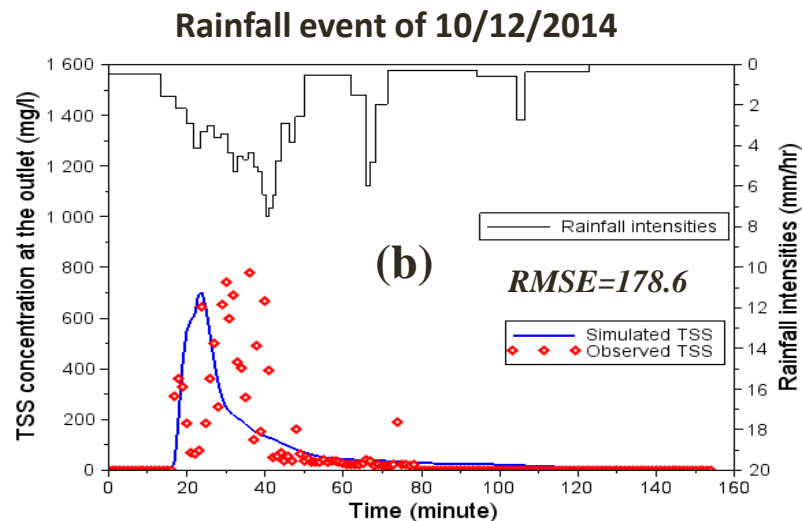 Rainfall event of 10/12/2014
TSS concentration at the outlet (mg/l)
1 600
1 400
1 200
1 000
800
600
400
200
0
0
2
4
6
8
10
12
14
16
18
20
Rainfall intensities (mm/hr)
Rainfall intensities
(b)
RMSE=178.6
Simulated TSS
Observed TSS
0 20 40 60 80 100 120 140 160
Time (minute)